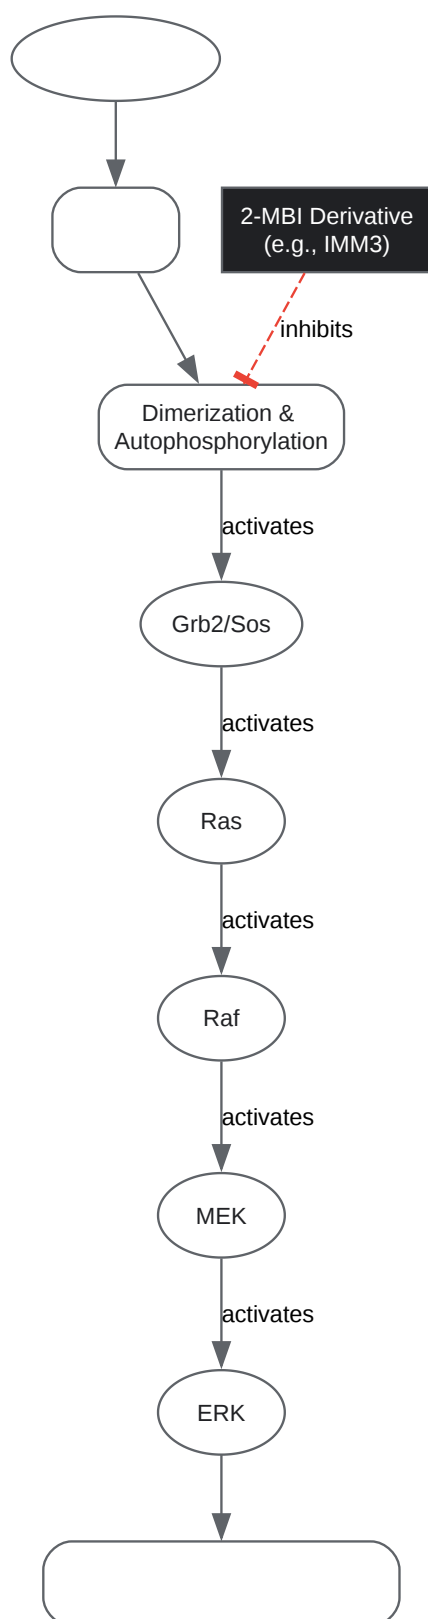 2-MBI Derivative
(e.g., IMM3)
inhibits
Dimerization &
Autophosphorylation
activates
Grb2/Sos
activates
Ras
activates
Raf
activates
MEK
activates
ERK